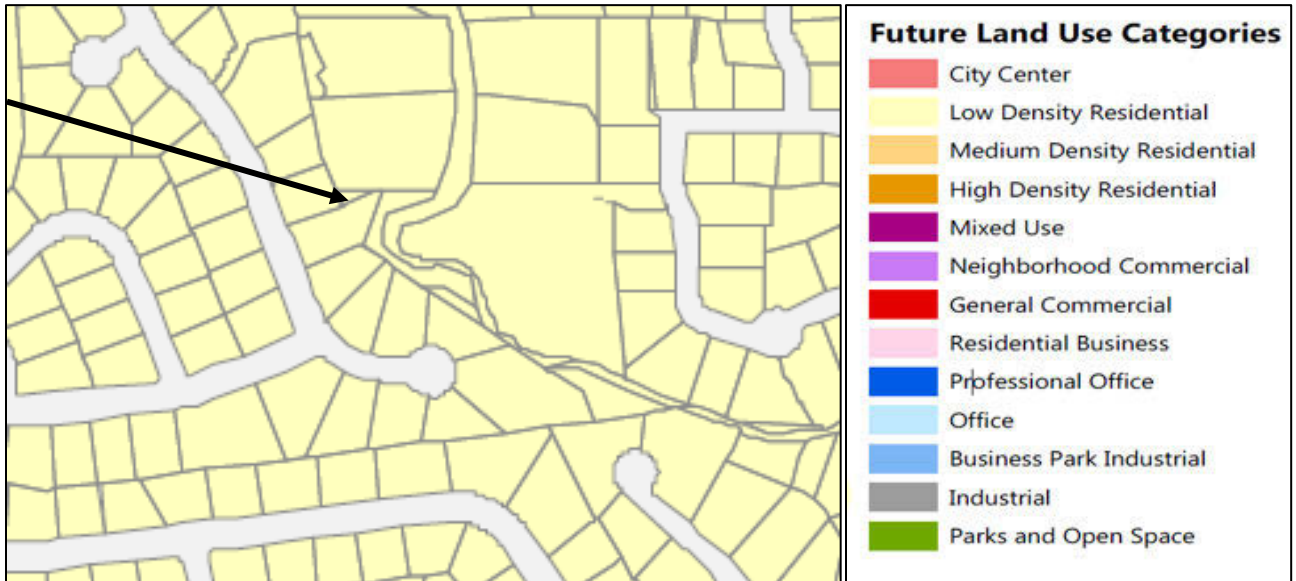 Future Land Use Categories
City Center
Low Density Residential
Medium Density Residential
High Density Residential
Mixed Use
Neighborhood Commercial
General Commercial
Residential Business
Professional Office
Office
Business Park Industrial
Industrial
Parks and Open Space